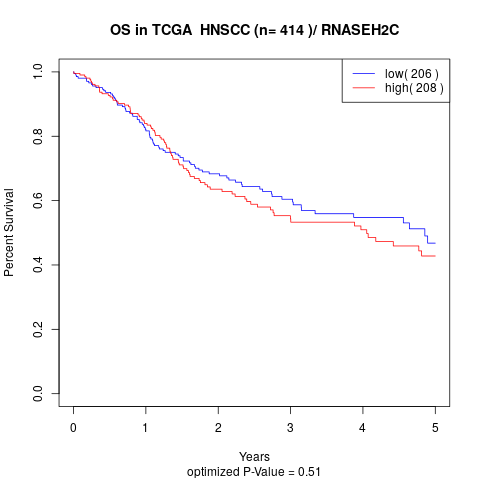 OS in TCGA  HNSCC (n= 414 )/ RNASEH2C
low( 206 )
high( 208 )
Percent Survival
1.0
0.8
0.6
0.4
0.2
0.0
0 1 2 3 4 5
Years
optimized P-Value = 0.51